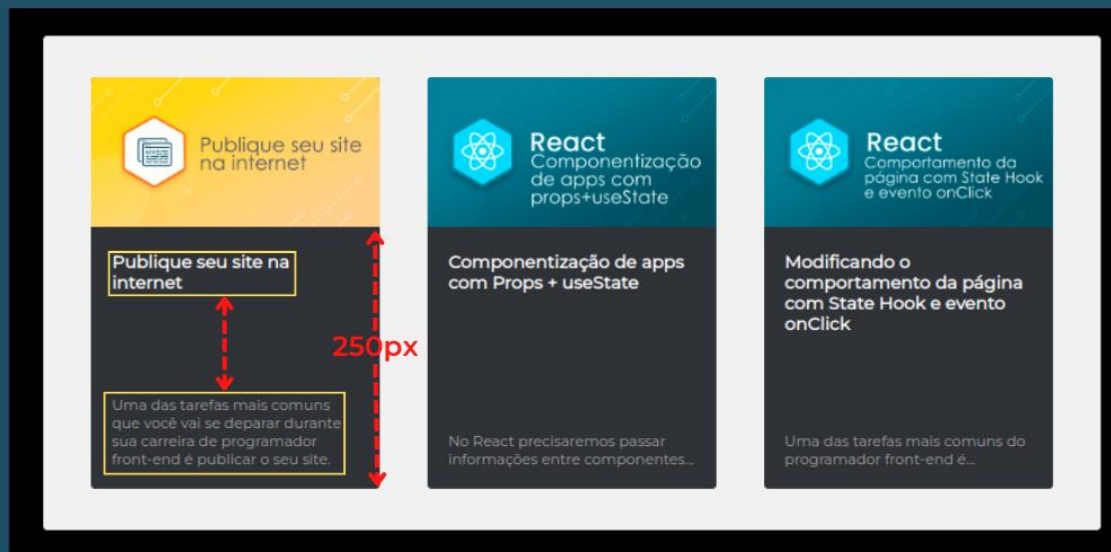 Publique seu site
na internet
Publique seu site na
internet
250px
Uma das tarefas mais comuns
que você vai se deparar durante
sua carreira de programador
front-end é publicar o seu site.
React
Componentização
de apps com
props+useState
Componentização de apps
com Props + useState
No React precisaremos passar
informações entre componentes...
React
Comportamento da
página com State Hook
e evento onClick
Modificando o
comportamento da página
com State Hook e evento
onClick
Uma das tarefas mais comuns do
programador front-end é...